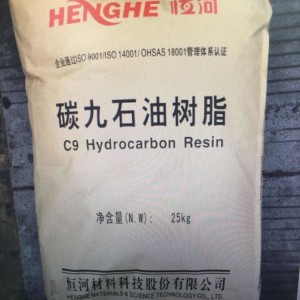 HENGHE 恒河
企业通过ISO 9001/ISO 14001/ OHSAS 18001管理体系认证
碳九石油树脂
C9 Hydrocarbon Resin
净含量(N.W): 25kg
恒河材料科技股份有限公司
HENGHE MATERIALS & SCIENCE TECHNOLOGY CO., LTD.